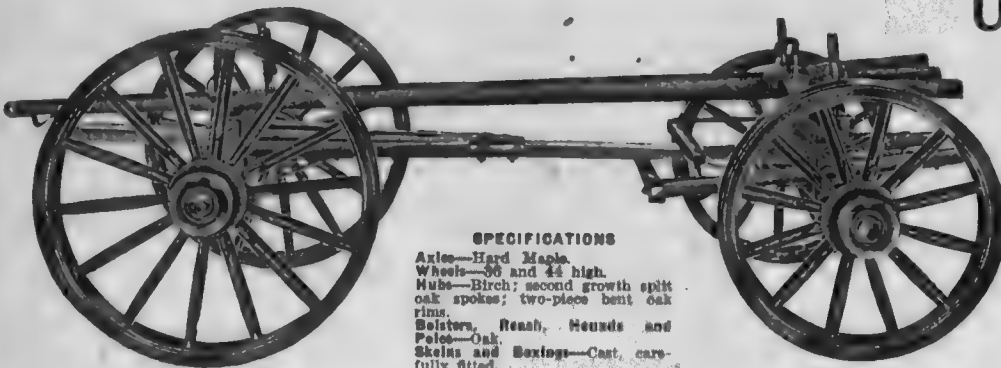 SPECIFICATIONS
Axles—Hard Maple.
Wheels—36 and 44 high.
Hubs—Birch; second growth split
oak spokes; two-piece bent oak
rims.
Bolsters, Reach, Hounds and
Poles—Oak.
Skeins and Boxings—Cast, care-
fully fitted.